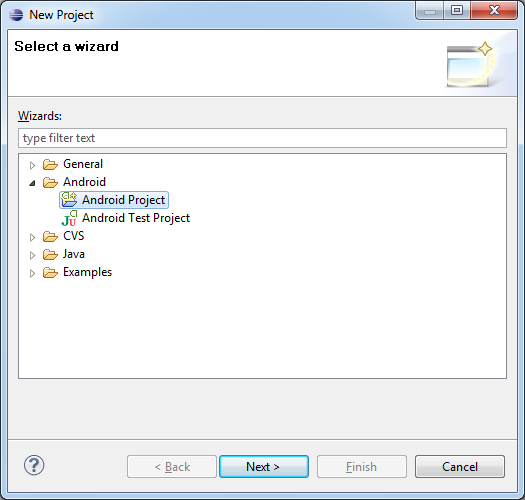 New Project
Select a wizard
Wizards:
type filter text
General
Android
Android Project
Android Test Project
CVS
Java
Examples
? < Back Next > Finish Cancel